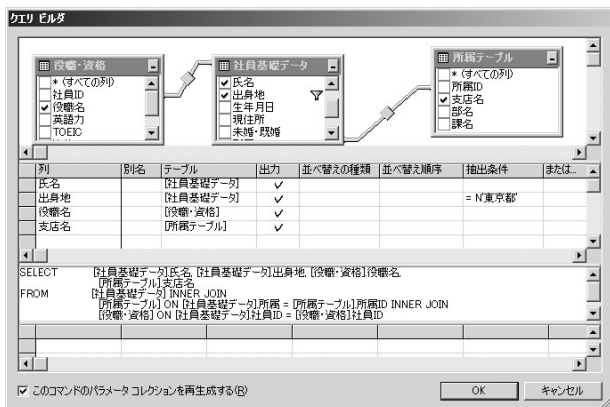 クエリ ビルダ
役職・資格
* (すべての列)
社員ID
役職名
英語力
TOEIC
社員基礎データ
氏名
出身地
生年月日
現住所
未婚・既婚
所属テーブル
* (すべての列)
所属ID
支店名
部名
課名
列 別名 テーブル 出力 並べ替えの種類 並べ替え順序 抽出条件 または...
氏名 [社員基礎データ]
出身地 [社員基礎データ] = N'東京都'
役職名 [役職・資格]
支店名 [所属テーブル]
SELECT [社員基礎データ].氏名, [社員基礎データ].出身地, [役職・資格].役職名,
[所属テーブル].支店名
FROM [社員基礎データ] INNER JOIN
[所属テーブル] ON [社員基礎データ].所属 = [所属テーブル].所属ID INNER JOIN
[役職・資格] ON [社員基礎データ].社員ID = [役職・資格].社員ID
このコマンドのパラメータ コレクションを再生成する(R)
OK
キャンセル